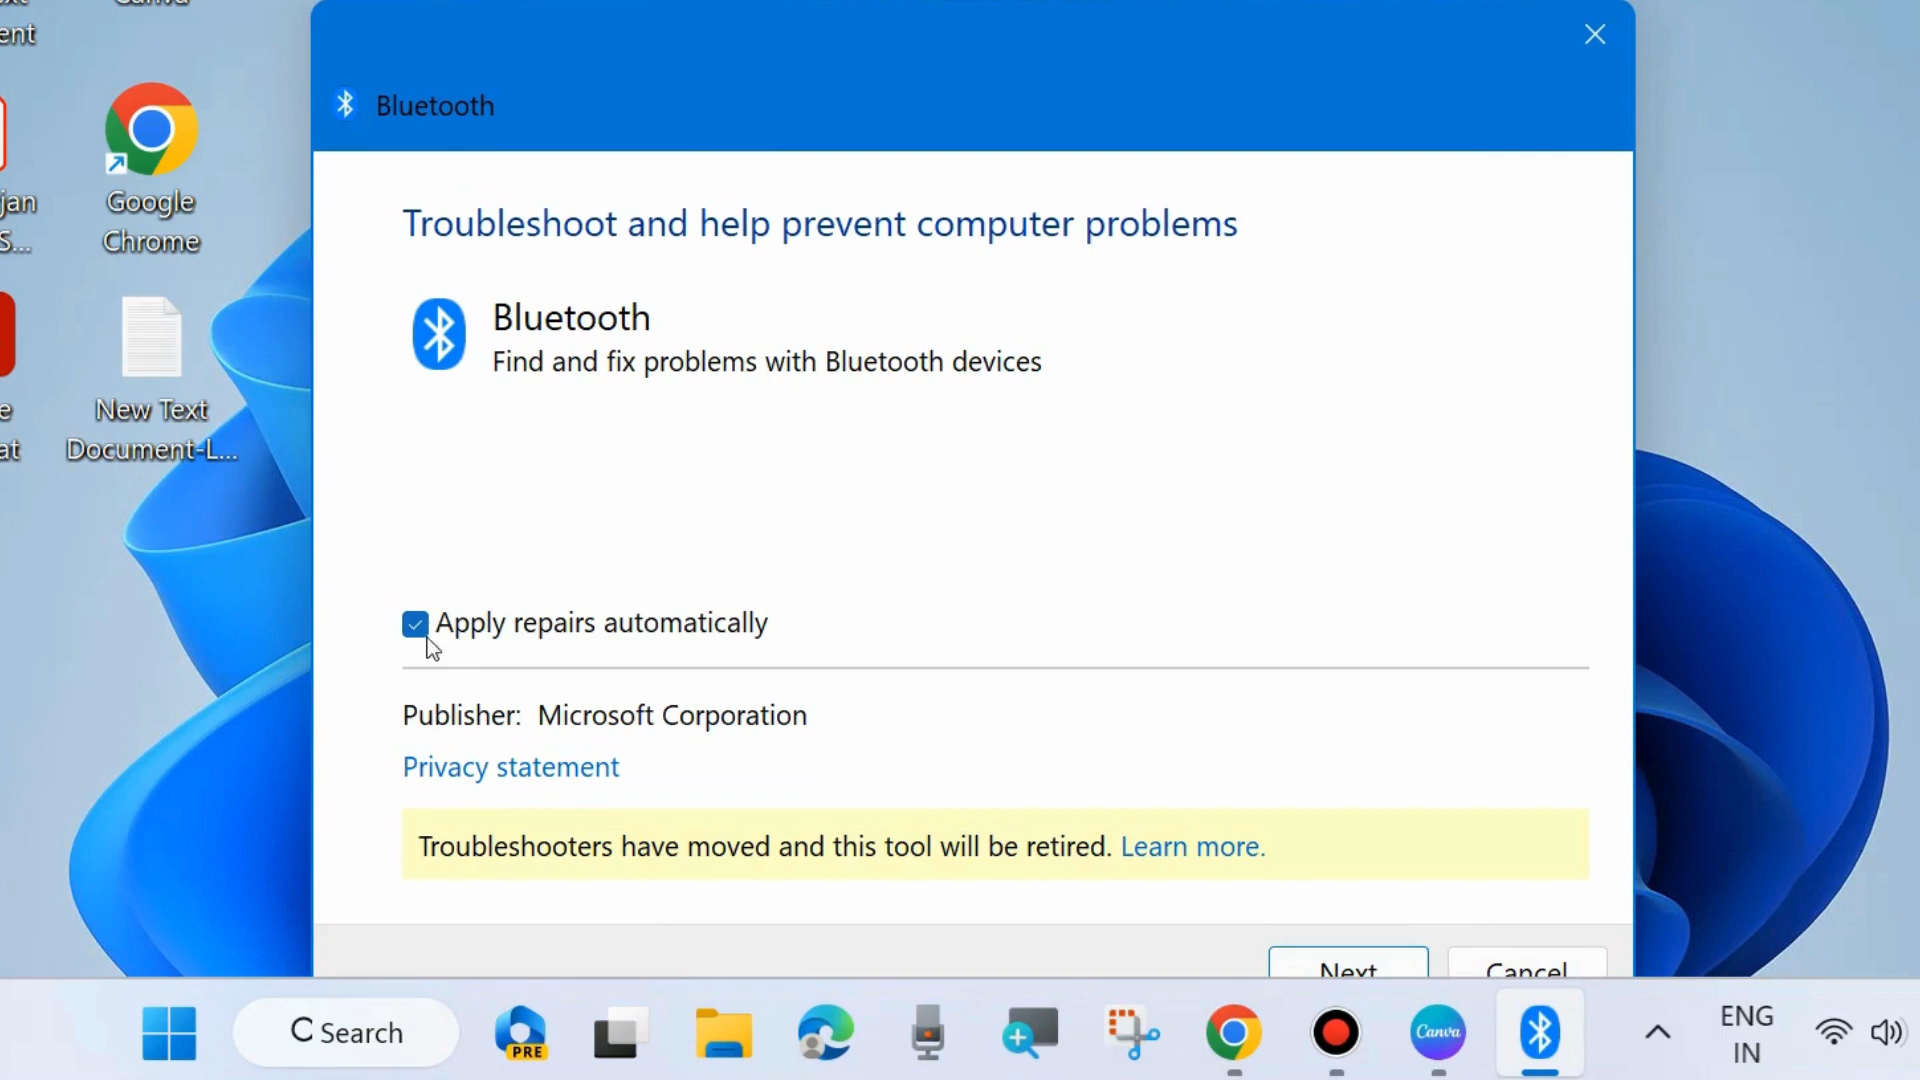 ent
Google
Chrome
jan
S...
New Text
Document-L...
e
at
Bluetooth
Troubleshoot and help prevent computer problems
Bluetooth
Find and fix problems with Bluetooth devices
Apply repairs automatically
Publisher: Microsoft Corporation
Privacy statement
Troubleshooters have moved and this tool will be retired. Learn more.
Next
Cancel
Search
PRE
Canva
ENG
IN